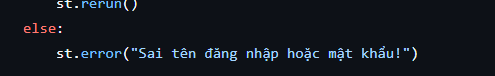 st.rerun()
else:
st.error("Sai tên đăng nhập hoặc mật khẩu!")